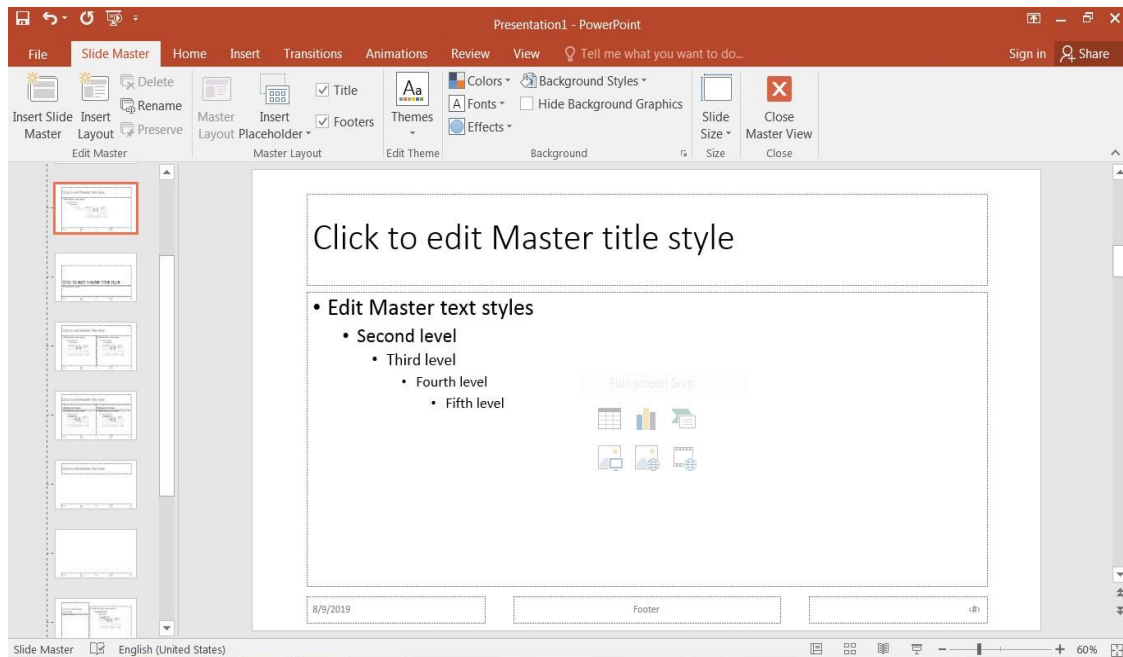 Presentation1 - PowerPoint
File Slide Master Home Insert Transitions Animations Review View Tell me what you want to do... Sign in Share
Insert Slide Master
Insert Layout
Delete
Rename
Preserve
Edit Master
Master Layout
Insert Placeholder
Title
Footers
Master Layout
Aa
Themes
Edit Theme
Colors
A Fonts
Effects
Background Styles
Hide Background Graphics
Background
Slide Size
Size
Close Master View
Close
Click to edit Master title style
• Edit Master text styles
• Second level
• Third level
• Fourth level
• Fifth level
Full-screen Snip
8/9/2019 Footer ‹#›
Slide Master English (United States) 60%